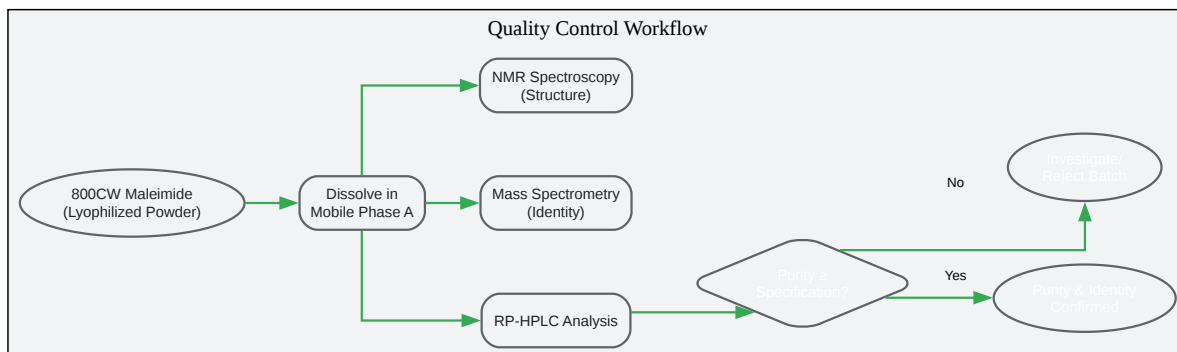 Quality Control Workflow
NMR Spectroscopy
(Structure)
800CW Maleimide
(Lyophilized Powder)
Dissolve in
Mobile Phase A
Mass Spectrometry
(Identity)
RP-HPLC Analysis
Purity ≥
Specification?
No
Investigate/
Reject Batch
Yes
Purity & Identity
Confirmed